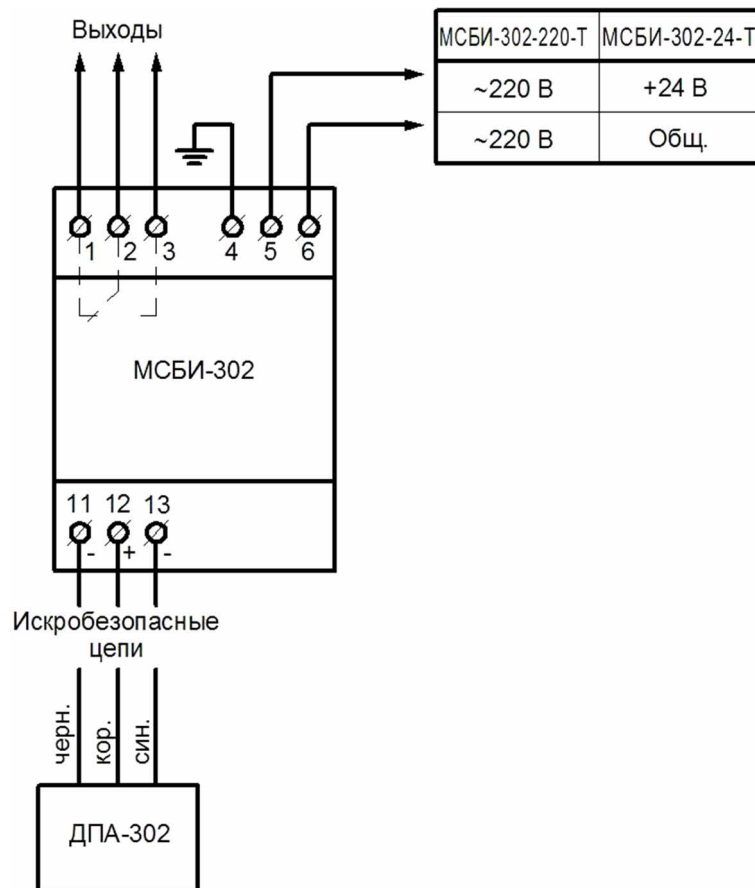 Выходы
МСБИ-302-220-Т МСБИ-302-24-Т
~220 В +24 В
~220 В Общ.
1 2 3 4 5 6
МСБИ-302
11 12 13
- + -
Искробезопасные
цепи
черн. кор. син.
ДПА-302